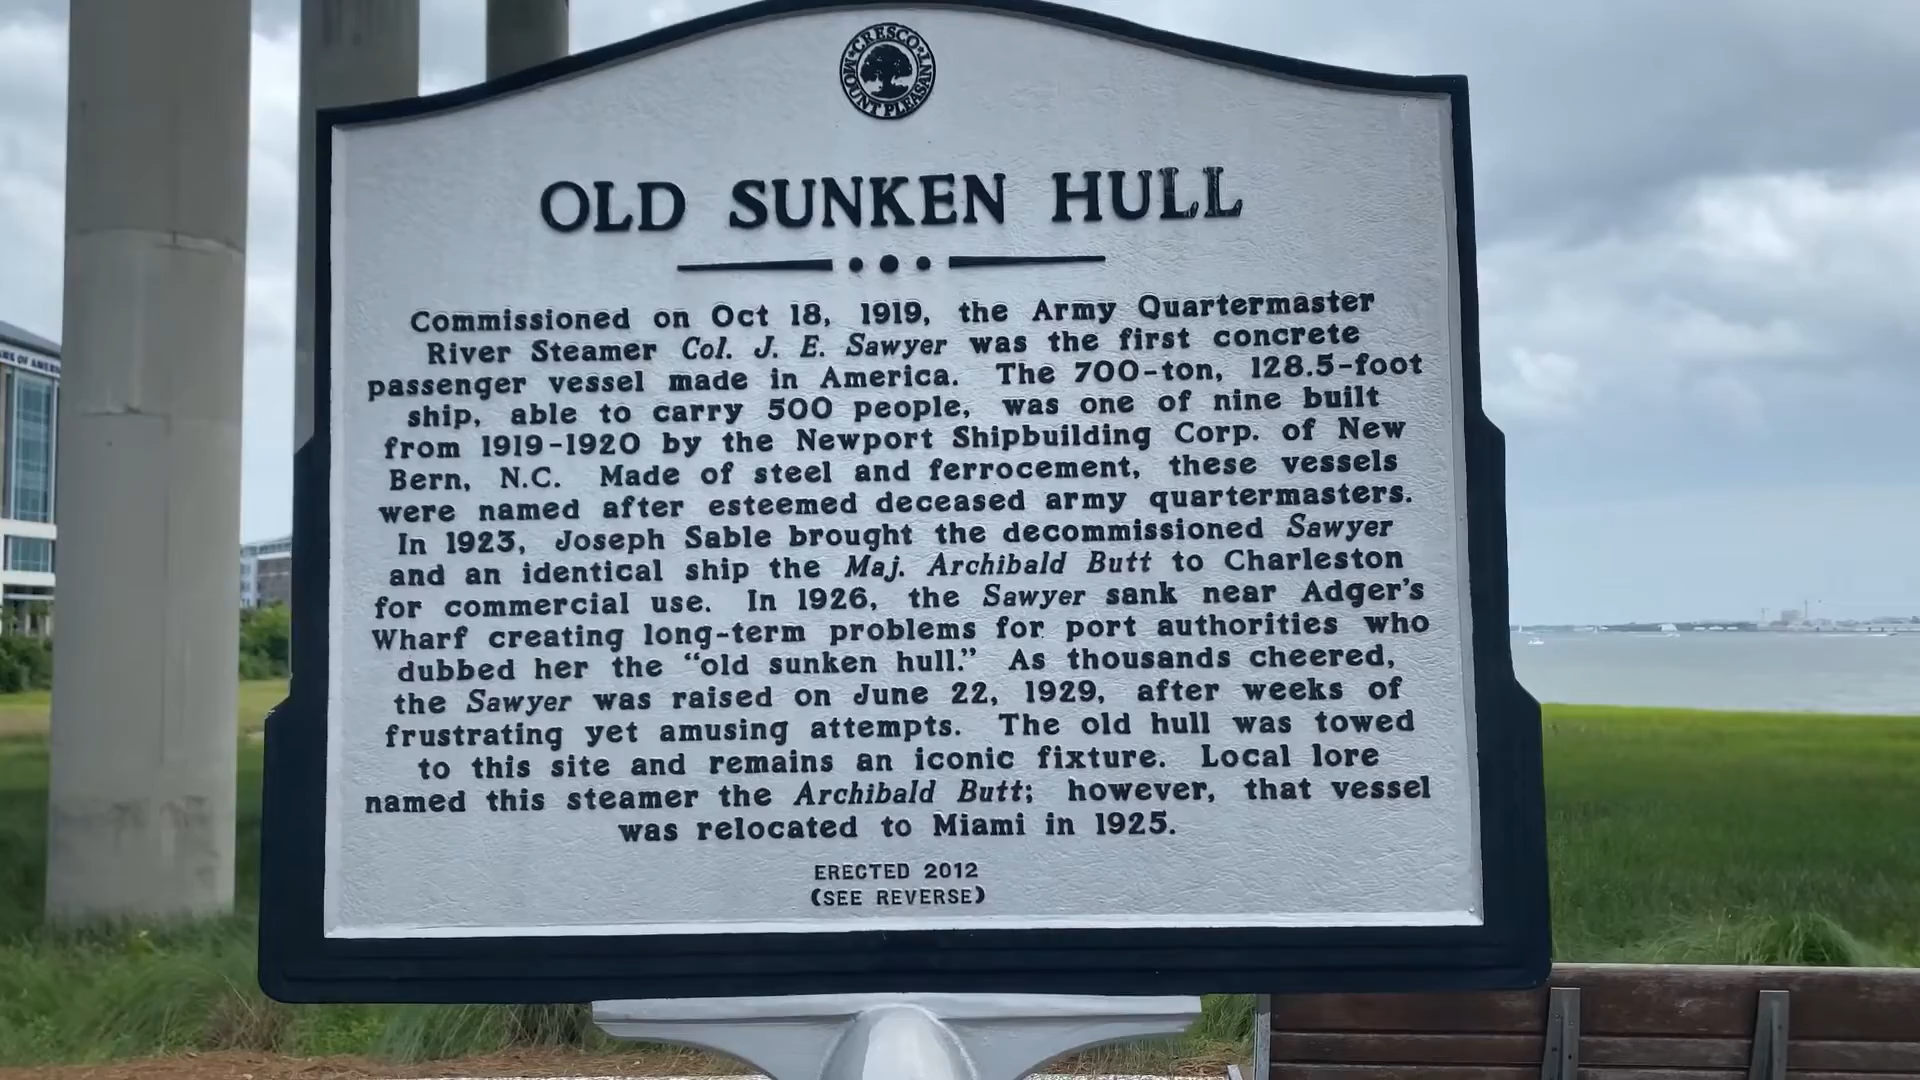 CRESCO
MOUNT PLEASANT
OLD SUNKEN HULL
Commissioned on Oct 18, 1919, the Army Quartermaster
River Steamer Col. J. E. Sawyer was the first concrete
passenger vessel made in America. The 700-ton, 128.5-foot
ship, able to carry 500 people, was one of nine built
from 1919-1920 by the Newport Shipbuilding Corp. of New
Bern, N.C. Made of steel and ferrocement, these vessels
were named after esteemed deceased army quartermasters.
In 1923, Joseph Sable brought the decommissioned Sawyer
and an identical ship the Maj. Archibald Butt to Charleston
for commercial use. In 1926, the Sawyer sank near Adger's
Wharf creating long-term problems for port authorities who
dubbed her the "old sunken hull." As thousands cheered,
the Sawyer was raised on June 22, 1929, after weeks of
frustrating yet amusing attempts. The old hull was towed
to this site and remains an iconic fixture. Local lore
named this steamer the Archibald Butt; however, that vessel
was relocated to Miami in 1925.
ERECTED 2012
(SEE REVERSE)